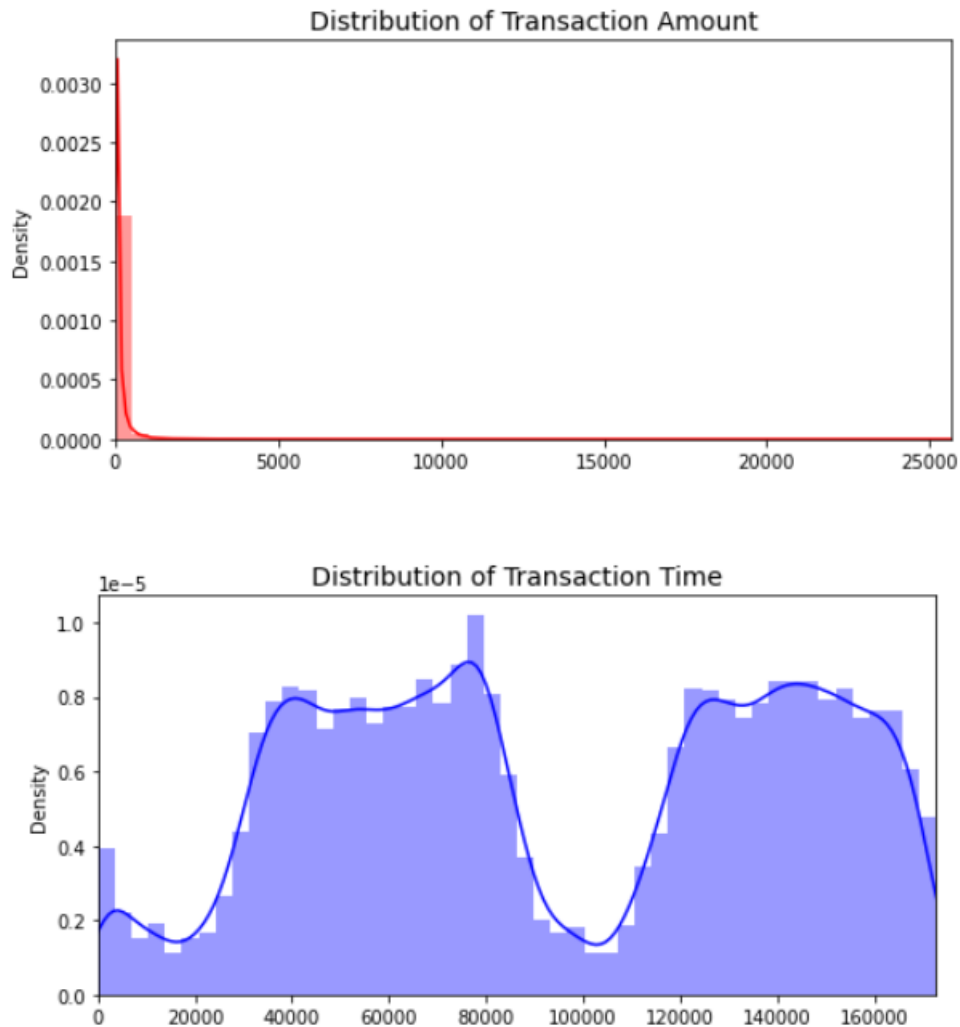 Distribution of Transaction Amount
0.0030
0.0025
0.0020
0.0015
0.0010
0.0005
0.0000
Density
0 5000 10000 15000 20000 25000
Distribution of Transaction Time
1e−5
1.0
0.8
0.6
0.4
0.2
0.0
Density
0 20000 40000 60000 80000 100000 120000 140000 160000